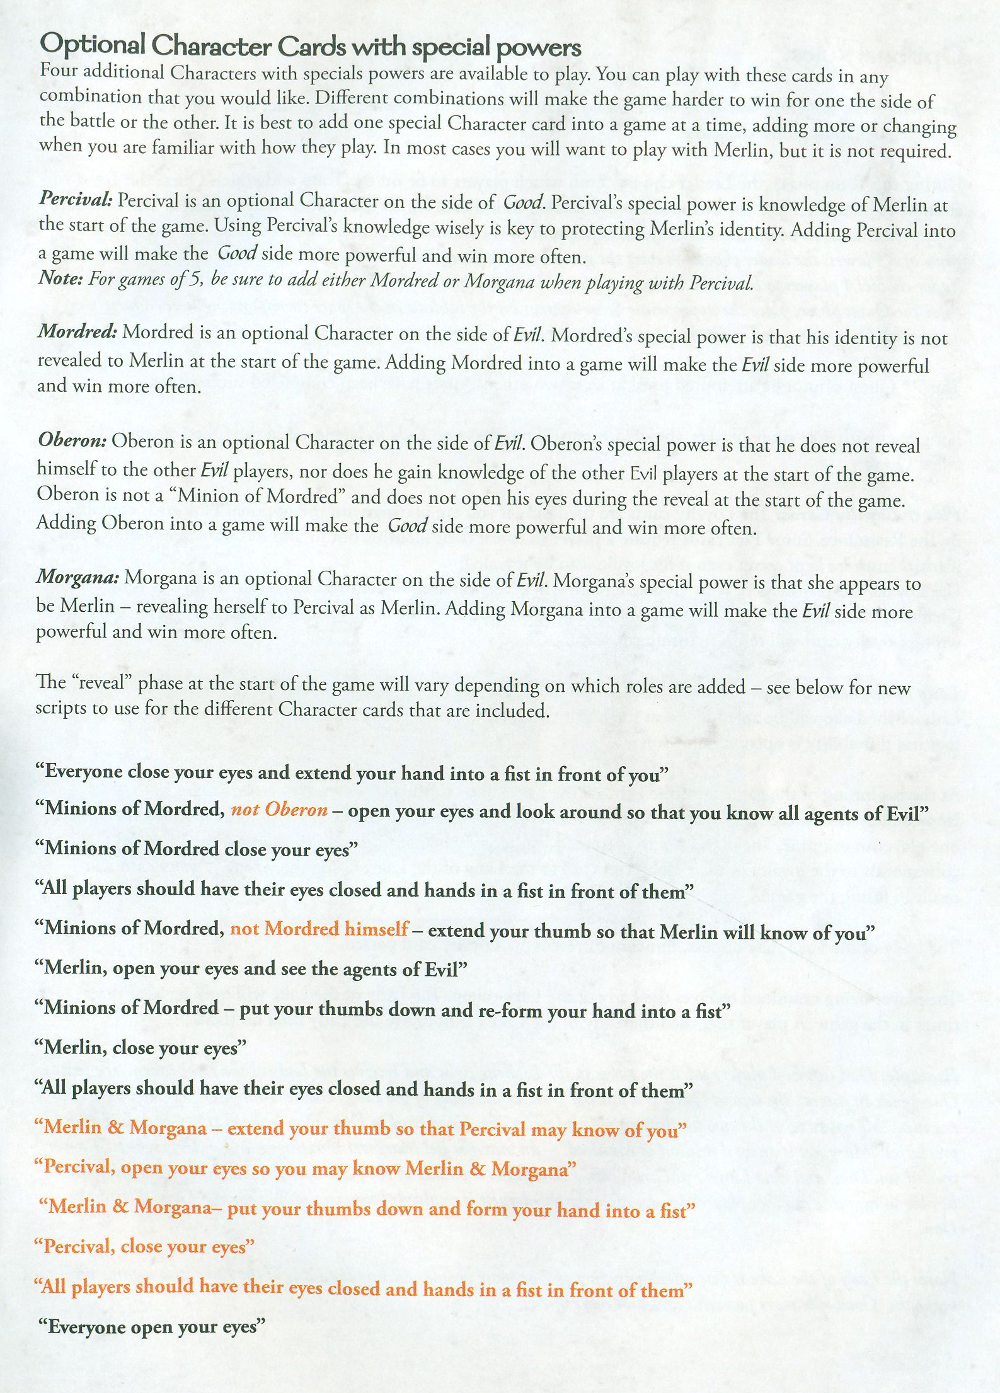 Optional Character Cards with special powers
Four additional Characters with specials powers are available to play. You can play with these cards in any
combination that you would like. Different combinations will make the game harder to win for one the side of
the battle or the other. It is best to add one special Character card into a game at a time, adding more or changing
when you are familiar with how they play. In most cases you will want to play with Merlin, but it is not required.
Percival: Percival is an optional Character on the side of Good. Percival's special power is knowledge of Merlin at
the start of the game. Using Percival's knowledge wisely is key to protecting Merlin's identity. Adding Percival into
a game will make the Good side more powerful and win more often.
Note: For games of 5, be sure to add either Mordred or Morgana when playing with Percival.
Mordred: Mordred is an optional Character on the side of Evil. Mordred's special power is that his identity is not
revealed to Merlin at the start of the game. Adding Mordred into a game will make the Evil side more powerful
and win more often.
Oberon: Oberon is an optional Character on the side of Evil. Oberon's special power is that he does not reveal
himself to the other Evil players, nor does he gain knowledge of the other Evil players at the start of the game.
Oberon is not a “Minion of Mordred” and does not open his eyes during the reveal at the start of the game.
Adding Oberon into a game will make the Good side more powerful and win more often.
Morgana: Morgana is an optional Character on the side of Evil. Morgana's special power is that she appears to
be Merlin – revealing herself to Percival as Merlin. Adding Morgana into a game will make the Evil side more
powerful and win more often.
The “reveal” phase at the start of the game will vary depending on which roles are added – see below for new
scripts to use for the different Character cards that are included.
“Everyone close your eyes and extend your hand into a fist in front of you”
“Minions of Mordred, not Oberon – open your eyes and look around so that you know all agents of Evil”
“Minions of Mordred close your eyes”
“All players should have their eyes closed and hands in a fist in front of them”
“Minions of Mordred, not Mordred himself – extend your thumb so that Merlin will know of you”
“Merlin, open your eyes and see the agents of Evil”
“Minions of Mordred – put your thumbs down and re-form your hand into a fist”
“Merlin, close your eyes”
“All players should have their eyes closed and hands in a fist in front of them”
“Merlin & Morgana – extend your thumb so that Percival may know of you”
“Percival, open your eyes so you may know Merlin & Morgana”
“Merlin & Morgana– put your thumbs down and form your hand into a fist”
“Percival, close your eyes”
“All players should have their eyes closed and hands in a fist in front of them”
“Everyone open your eyes”